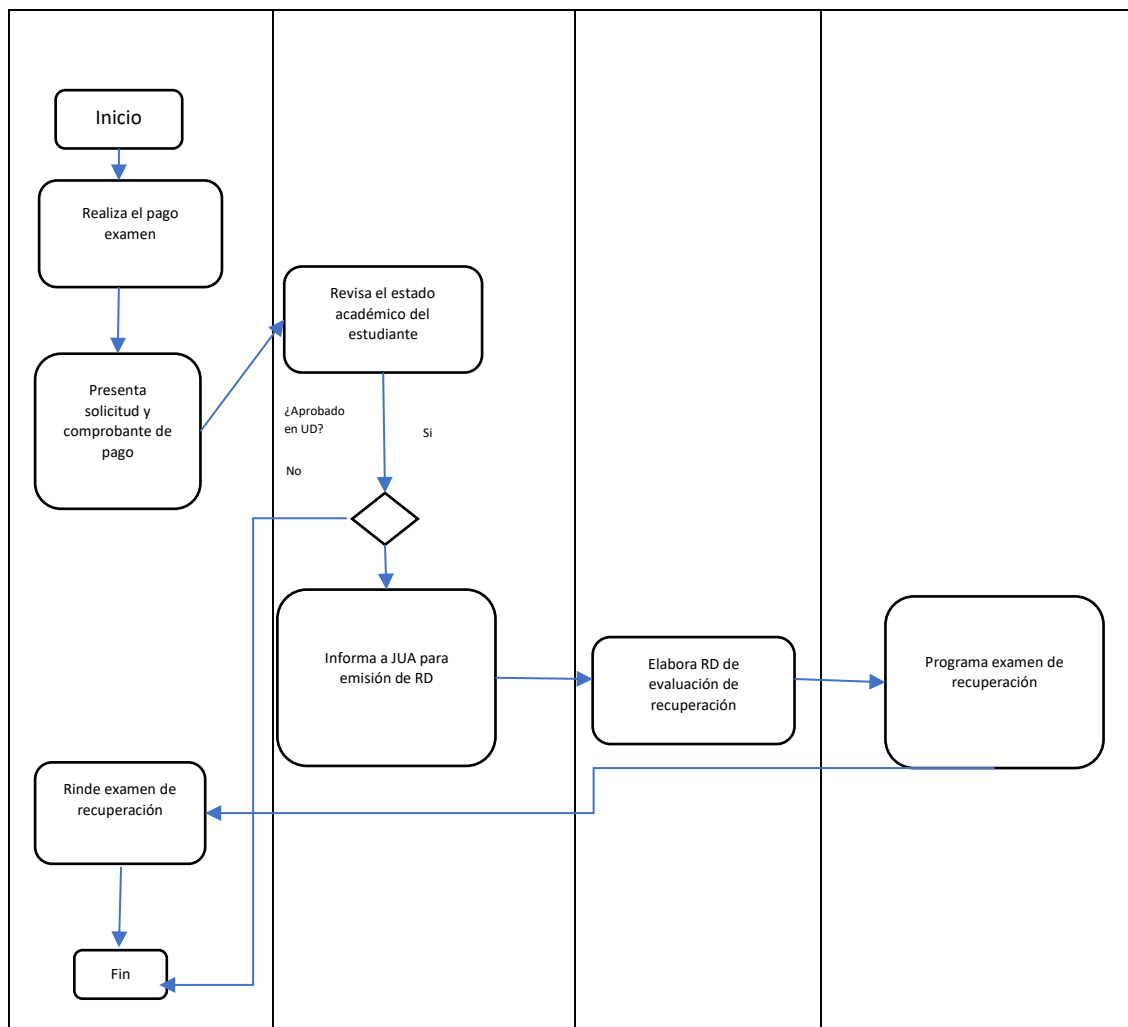 Inicio
Realiza el pago
examen
Presenta
solicitud y
comprobante de
pago
Revisa el estado
académico del
estudiante
¿Aprobado
en UD?
Si
No
Informa a JUA para
emisión de RD
Elabora RD de
evaluación de
recuperación
Programa examen de
recuperación
Rinde examen de
recuperación
Fin